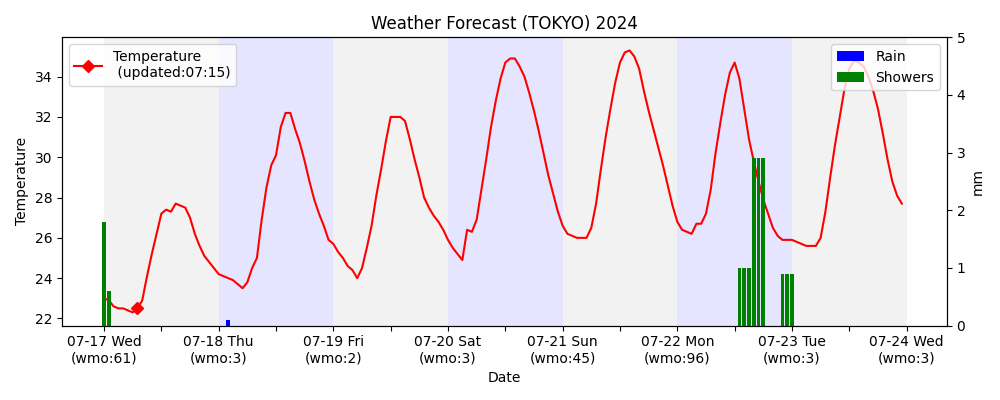 Weather Forecast (TOKYO) 2024
Temperature
(updated:07:15)
Rain
Showers
Temperature
34
32
30
28
26
24
22
5
4
3
2
1
0
mm
07-17 Wed
(wmo:61)
07-18 Thu
(wmo:3)
07-19 Fri
(wmo:2)
07-20 Sat
(wmo:3)
07-21 Sun
(wmo:45)
07-22 Mon
(wmo:96)
07-23 Tue
(wmo:3)
07-24 Wed
(wmo:3)
Date